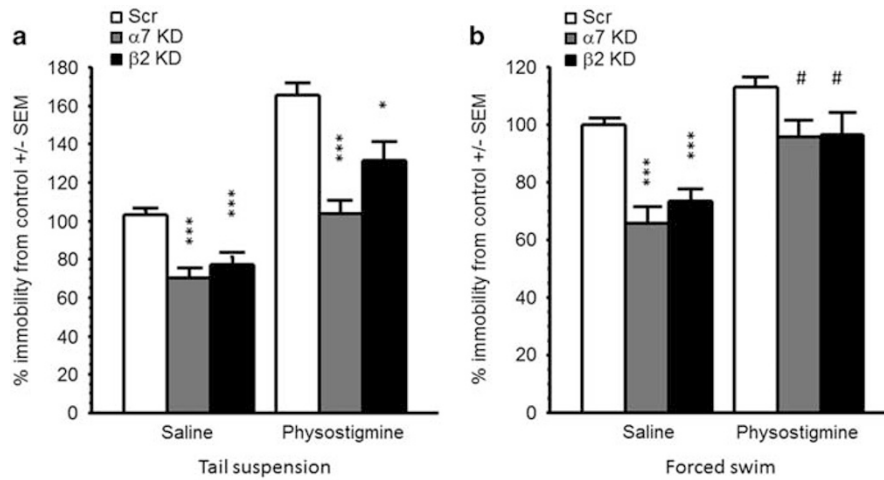 a
Scr
α7 KD
β2 KD
% immobility from control +/- SEM
180
160
140
120
100
80
60
40
20
0
***
***
***
*
Saline
Physostigmine
Tail suspension
b
Scr
α7 KD
β2 KD
% immobility from control +/- SEM
120
100
80
60
40
20
0
***
***
#
#
Saline
Physostigmine
Forced swim